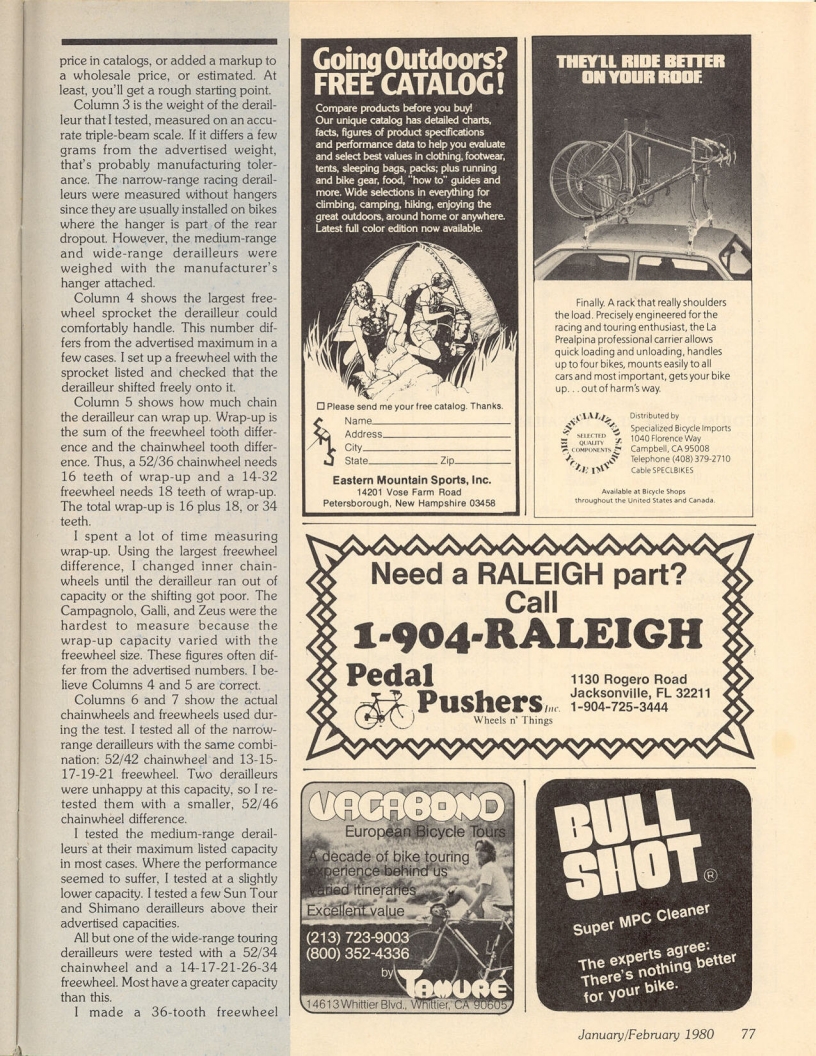 price in catalogs, or added a markup to
a wholesale price, or estimated. At
least, you'll get a rough starting point.
Column 3 is the weight of the derail-
leur that I tested, measured on an accu-
rate triple-beam scale. If it differs a few
grams from the advertised weight,
that's probably manufacturing toler-
ance. The narrow-range racing derail-
leurs were measured without hangers
since they are usually installed on bikes
where the hanger is part of the rear
dropout. However, the medium-range
and wide-range derailleurs were
weighed with the manufacturer's
hanger attached.
Column 4 shows the largest free-
wheel sprocket the derailleur could
comfortably handle. This number dif-
fers from the advertised maximum in a
few cases. I set up a freewheel with the
sprocket listed and checked that the
derailleur shifted freely onto it.
Column 5 shows how much chain
the derailleur can wrap up. Wrap-up is
the sum of the freewheel tooth differ-
ence and the chainwheel tooth differ-
ence. Thus, a 52/36 chainwheel needs
16 teeth of wrap-up and a 14-32
freewheel needs 18 teeth of wrap-up.
The total wrap-up is 16 plus 18, or 34
teeth.
I spent a lot of time measuring
wrap-up. Using the largest freewheel
difference, I changed inner chain-
wheels until the derailleur ran out of
capacity or the shifting got poor. The
Campagnolo, Galli, and Zeus were the
hardest to measure because the
wrap-up capacity varied with the
freewheel size. These figures often dif-
fer from the advertised numbers. I be-
lieve Columns 4 and 5 are correct.
Columns 6 and 7 show the actual
chainwheels and freewheels used dur-
ing the test. I tested all of the narrow-
range derailleurs with the same combi-
nation: 52/42 chainwheel and 13-15-
17-19-21 freewheel. Two derailleurs
were unhappy at this capacity, so I re-
tested them with a smaller, 52/46
chainwheel difference.
I tested the medium-range derail-
leurs at their maximum listed capacity
in most cases. Where the performance
seemed to suffer, I tested at a slightly
lower capacity. I tested a few Sun Tour
and Shimano derailleurs above their
advertised capacities.
All but one of the wide-range touring
derailleurs were tested with a 52/34
chainwheel and a 14-17-21-26-34
freewheel. Most have a greater capacity
than this.
I made a 36-tooth freewheel
Going Outdoors?
FREE CATALOG!
Compare products before you buy!
Our unique catalog has detailed charts,
facts, figures of product specifications
and performance data to help you evaluate
and select best values in clothing, footwear,
tents, sleeping bags, packs; plus running
and bike gear, food, "how to" guides and
more. Wide selections in everything for
climbing, camping, hiking, enjoying the
great outdoors, around home or anywhere.
Latest full color edition now available.
Please send me your free catalog. Thanks.
EMS
Name
Address
City
State Zip
Eastern Mountain Sports, Inc.
14201 Vose Farm Road
Petersborough, New Hampshire 03458
THEY'LL RIDE BETTER
ON YOUR ROOF.
Finally. A rack that really shoulders
the load. Precisely engineered for the
racing and touring enthusiast, the La
Prealpina professional carrier allows
quick loading and unloading, handles
up to four bikes, mounts easily to all
cars and most important, gets your bike
up... out of harm's way.
SPECIALIZED BICYCLE IMPORTS
SELECTED
QUALITY
COMPONENTS
Distributed by
Specialized Bicycle Imports
1040 Florence Way
Campbell, CA 95008
Telephone (408) 379-2710
Cable SPECLBIKES
Available at Bicycle Shops
throughout the United States and Canada.
Need a RALEIGH part?
Call
1-904-RALEIGH
Pedal
Pushers Inc.
Wheels n' Things
1130 Rogero Road
Jacksonville, FL 32211
1-904-725-3444
VAGABOND
European Bicycle Tours
A decade of bike touring
experience behind us
Varied itineraries
Excellent value
(213) 723-9003
(800) 352-4336
by TAMURE
14613 Whittier Blvd., Whittier, CA 90605
BULL
SHOT®
Super MPC Cleaner
The experts agree:
There's nothing better
for your bike.
January/February 1980 77